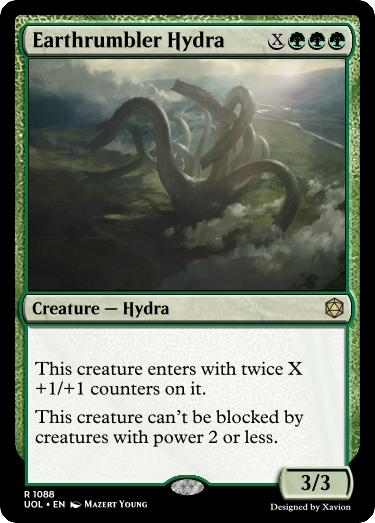 Earthrumbler Hydra X
Creature — Hydra
This creature enters with twice X
+1/+1 counters on it.
This creature can't be blocked by
creatures with power 2 or less.
3/3
R 1088
UOL • EN Mazert Young
Designed by Xavion